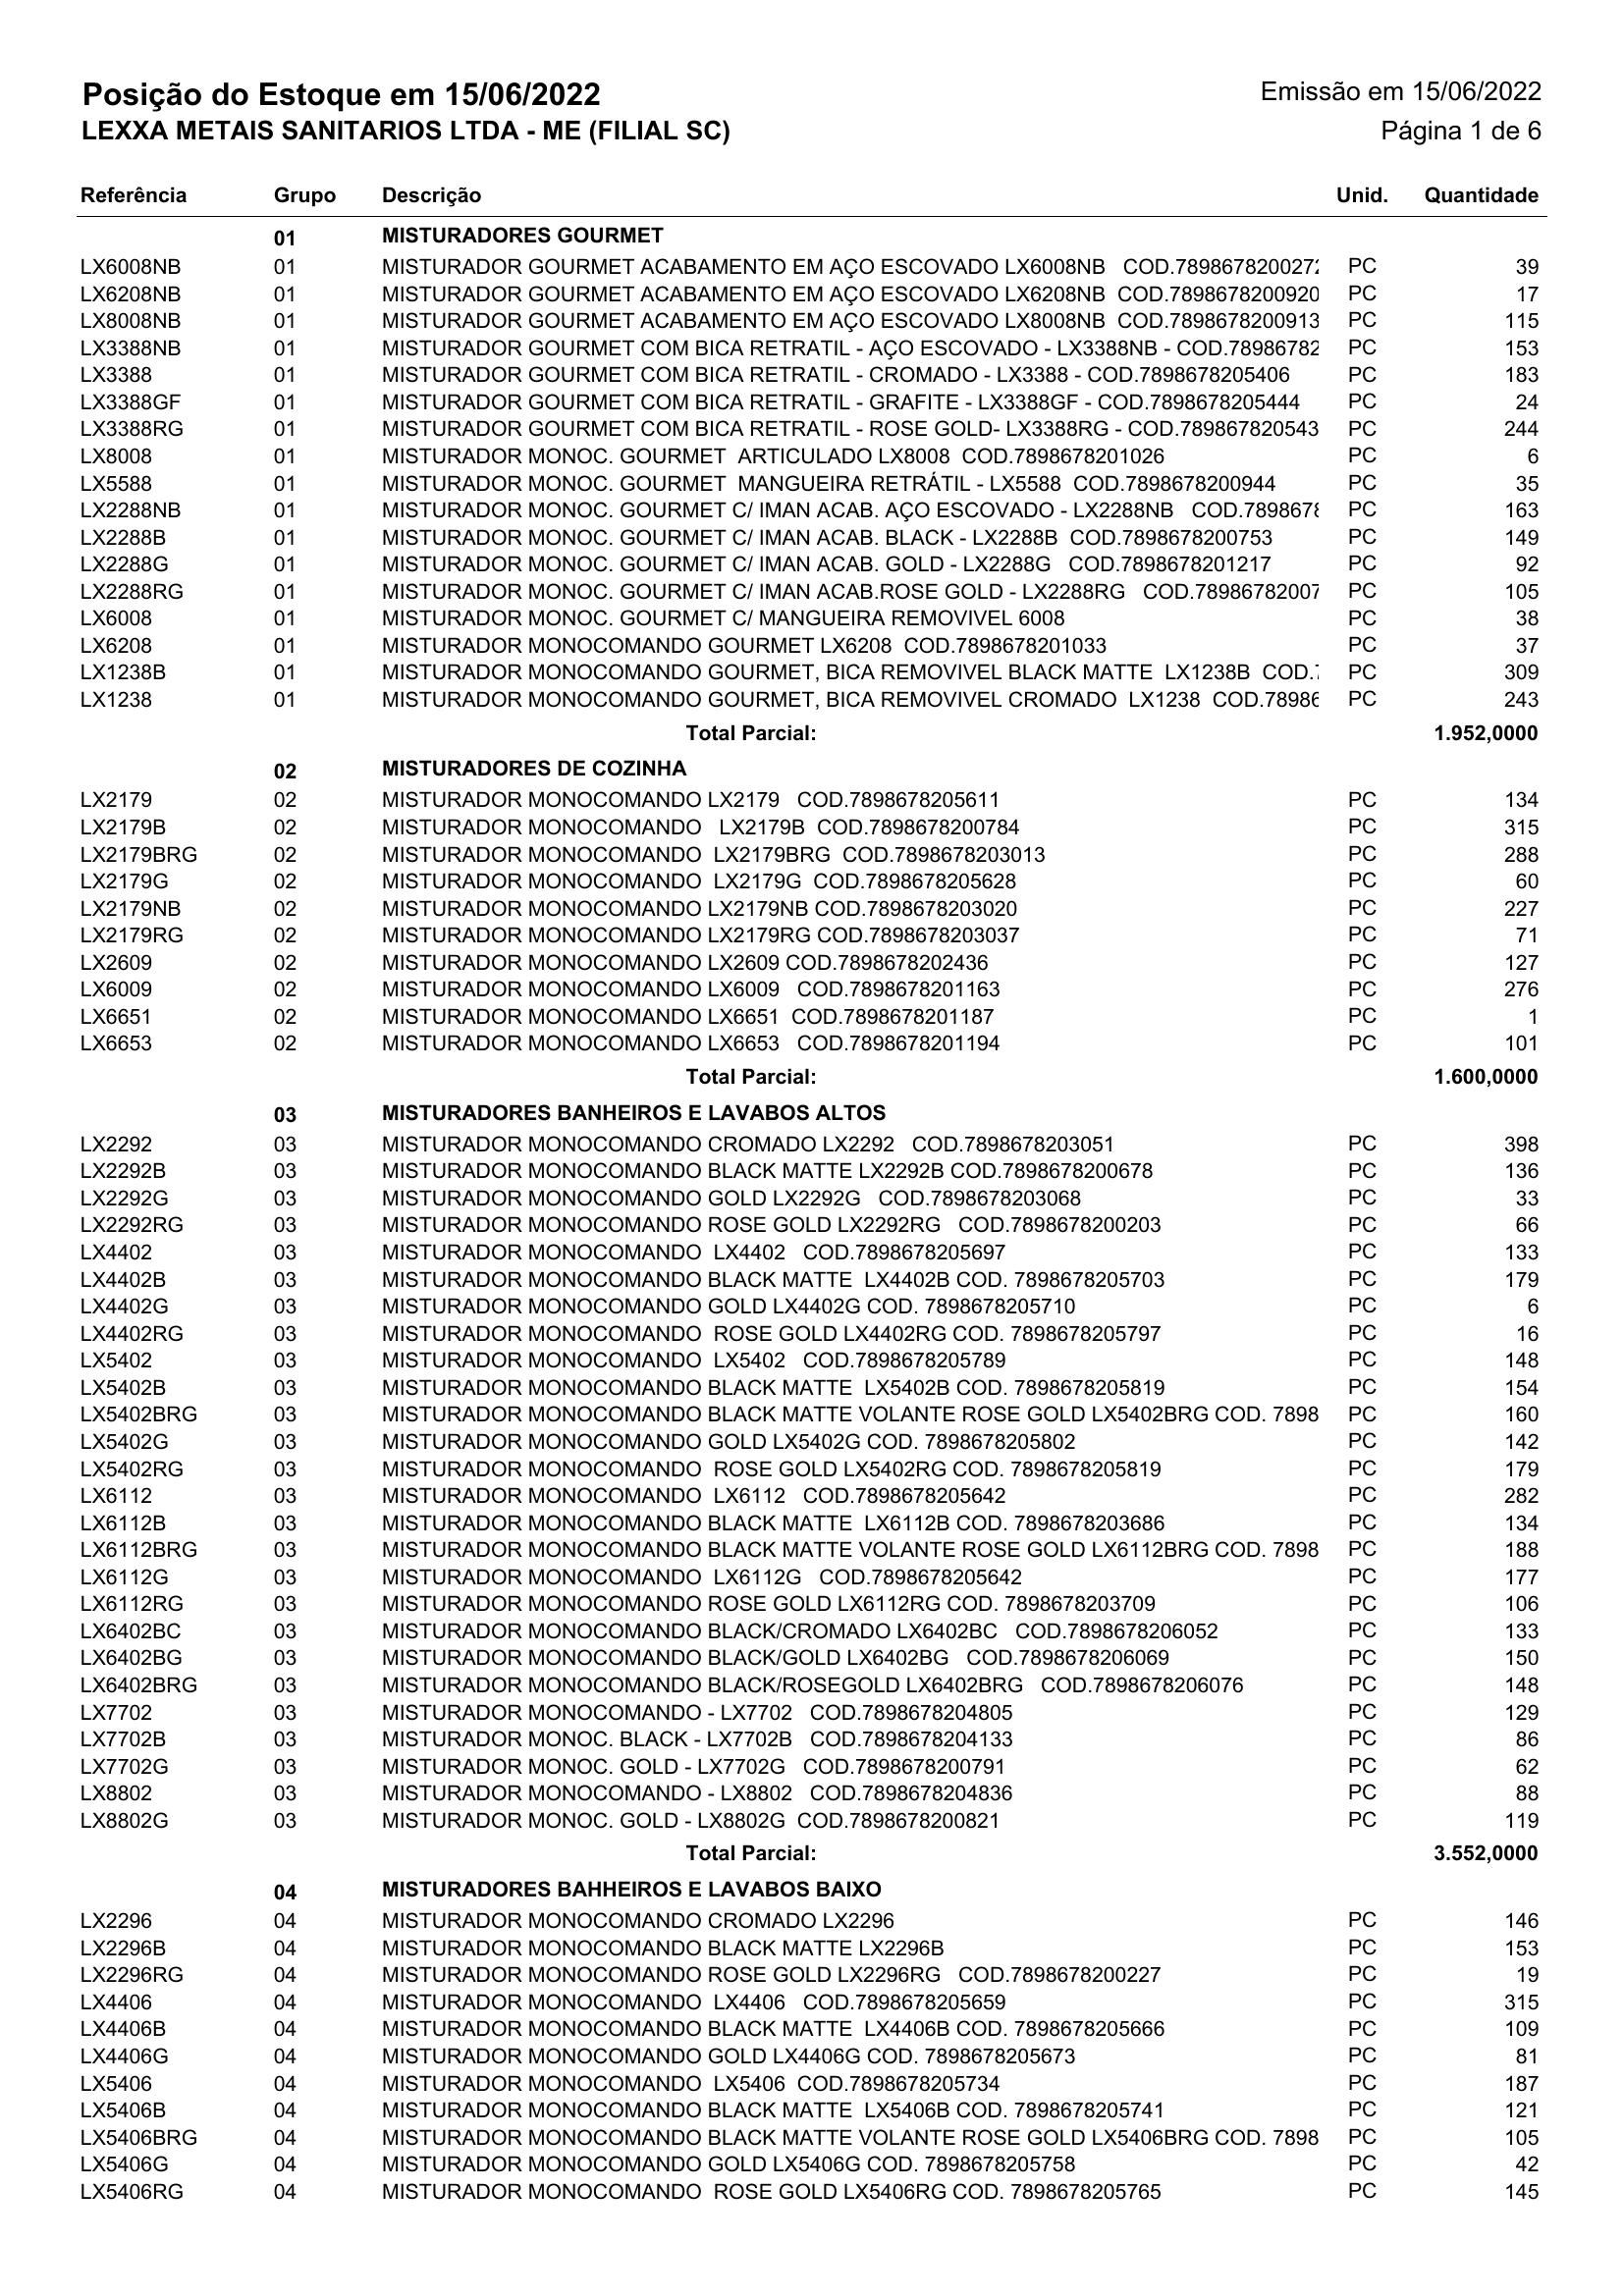 Posição do Estoque em 15/06/2022 Emissão em 15/06/2022
LEXXA METAIS SANITARIOS LTDA - ME (FILIAL SC) Página 1 de 6
Referência Grupo Descrição Unid. Quantidade
01 MISTURADORES GOURMET
LX6008NB 01 MISTURADOR GOURMET ACABAMENTO EM AÇO ESCOVADO LX6008NB COD.7898678200272 PC 39
LX6208NB 01 MISTURADOR GOURMET ACABAMENTO EM AÇO ESCOVADO LX6208NB COD.7898678200920 PC 17
LX8008NB 01 MISTURADOR GOURMET ACABAMENTO EM AÇO ESCOVADO LX8008NB COD.7898678200913 PC 115
LX3388NB 01 MISTURADOR GOURMET COM BICA RETRATIL - AÇO ESCOVADO - LX3388NB - COD.78986782 PC 153
LX3388 01 MISTURADOR GOURMET COM BICA RETRATIL - CROMADO - LX3388 - COD.7898678205406 PC 183
LX3388GF 01 MISTURADOR GOURMET COM BICA RETRATIL - GRAFITE - LX3388GF - COD.7898678205444 PC 24
LX3388RG 01 MISTURADOR GOURMET COM BICA RETRATIL - ROSE GOLD- LX3388RG - COD.789867820543 PC 244
LX8008 01 MISTURADOR MONOC. GOURMET ARTICULADO LX8008 COD.7898678201026 PC 6
LX5588 01 MISTURADOR MONOC. GOURMET MANGUEIRA RETRÁTIL - LX5588 COD.7898678200944 PC 35
LX2288NB 01 MISTURADOR MONOC. GOURMET C/ IMAN ACAB. AÇO ESCOVADO - LX2288NB COD.7898678 PC 163
LX2288B 01 MISTURADOR MONOC. GOURMET C/ IMAN ACAB. BLACK - LX2288B COD.7898678200753 PC 149
LX2288G 01 MISTURADOR MONOC. GOURMET C/ IMAN ACAB. GOLD - LX2288G COD.7898678201217 PC 92
LX2288RG 01 MISTURADOR MONOC. GOURMET C/ IMAN ACAB.ROSE GOLD - LX2288RG COD.78986782007 PC 105
LX6008 01 MISTURADOR MONOC. GOURMET C/ MANGUEIRA REMOVIVEL 6008 PC 38
LX6208 01 MISTURADOR MONOCOMANDO GOURMET LX6208 COD.7898678201033 PC 37
LX1238B 01 MISTURADOR MONOCOMANDO GOURMET, BICA REMOVIVEL BLACK MATTE LX1238B COD.7 PC 309
LX1238 01 MISTURADOR MONOCOMANDO GOURMET, BICA REMOVIVEL CROMADO LX1238 COD.78986 PC 243
Total Parcial: 1.952,0000
02 MISTURADORES DE COZINHA
LX2179 02 MISTURADOR MONOCOMANDO LX2179 COD.7898678205611 PC 134
LX2179B 02 MISTURADOR MONOCOMANDO LX2179B COD.7898678200784 PC 315
LX2179BRG 02 MISTURADOR MONOCOMANDO LX2179BRG COD.7898678203013 PC 288
LX2179G 02 MISTURADOR MONOCOMANDO LX2179G COD.7898678205628 PC 60
LX2179NB 02 MISTURADOR MONOCOMANDO LX2179NB COD.7898678203020 PC 227
LX2179RG 02 MISTURADOR MONOCOMANDO LX2179RG COD.7898678203037 PC 71
LX2609 02 MISTURADOR MONOCOMANDO LX2609 COD.7898678202436 PC 127
LX6009 02 MISTURADOR MONOCOMANDO LX6009 COD.7898678201163 PC 276
LX6651 02 MISTURADOR MONOCOMANDO LX6651 COD.7898678201187 PC 1
LX6653 02 MISTURADOR MONOCOMANDO LX6653 COD.7898678201194 PC 101
Total Parcial: 1.600,0000
03 MISTURADORES BANHEIROS E LAVABOS ALTOS
LX2292 03 MISTURADOR MONOCOMANDO CROMADO LX2292 COD.7898678203051 PC 398
LX2292B 03 MISTURADOR MONOCOMANDO BLACK MATTE LX2292B COD.7898678200678 PC 136
LX2292G 03 MISTURADOR MONOCOMANDO GOLD LX2292G COD.7898678203068 PC 33
LX2292RG 03 MISTURADOR MONOCOMANDO ROSE GOLD LX2292RG COD.7898678200203 PC 66
LX4402 03 MISTURADOR MONOCOMANDO LX4402 COD.7898678205697 PC 133
LX4402B 03 MISTURADOR MONOCOMANDO BLACK MATTE LX4402B COD. 7898678205703 PC 179
LX4402G 03 MISTURADOR MONOCOMANDO GOLD LX4402G COD. 7898678205710 PC 6
LX4402RG 03 MISTURADOR MONOCOMANDO ROSE GOLD LX4402RG COD. 7898678205797 PC 16
LX5402 03 MISTURADOR MONOCOMANDO LX5402 COD.7898678205789 PC 148
LX5402B 03 MISTURADOR MONOCOMANDO BLACK MATTE LX5402B COD. 7898678205819 PC 154
LX5402BRG 03 MISTURADOR MONOCOMANDO BLACK MATTE VOLANTE ROSE GOLD LX5402BRG COD. 7898 PC 160
LX5402G 03 MISTURADOR MONOCOMANDO GOLD LX5402G COD. 7898678205802 PC 142
LX5402RG 03 MISTURADOR MONOCOMANDO ROSE GOLD LX5402RG COD. 7898678205819 PC 179
LX6112 03 MISTURADOR MONOCOMANDO LX6112 COD.7898678205642 PC 282
LX6112B 03 MISTURADOR MONOCOMANDO BLACK MATTE LX6112B COD. 7898678203686 PC 134
LX6112BRG 03 MISTURADOR MONOCOMANDO BLACK MATTE VOLANTE ROSE GOLD LX6112BRG COD. 7898 PC 188
LX6112G 03 MISTURADOR MONOCOMANDO LX6112G COD.7898678205642 PC 177
LX6112RG 03 MISTURADOR MONOCOMANDO ROSE GOLD LX6112RG COD. 7898678203709 PC 106
LX6402BC 03 MISTURADOR MONOCOMANDO BLACK/CROMADO LX6402BC COD.7898678206052 PC 133
LX6402BG 03 MISTURADOR MONOCOMANDO BLACK/GOLD LX6402BG COD.7898678206069 PC 150
LX6402BRG 03 MISTURADOR MONOCOMANDO BLACK/ROSEGOLD LX6402BRG COD.7898678206076 PC 148
LX7702 03 MISTURADOR MONOCOMANDO - LX7702 COD.7898678204805 PC 129
LX7702B 03 MISTURADOR MONOC. BLACK - LX7702B COD.7898678204133 PC 86
LX7702G 03 MISTURADOR MONOC. GOLD - LX7702G COD.7898678200791 PC 62
LX8802 03 MISTURADOR MONOCOMANDO - LX8802 COD.7898678204836 PC 88
LX8802G 03 MISTURADOR MONOC. GOLD - LX8802G COD.7898678200821 PC 119
Total Parcial: 3.552,0000
04 MISTURADORES BAHHEIROS E LAVABOS BAIXO
LX2296 04 MISTURADOR MONOCOMANDO CROMADO LX2296 PC 146
LX2296B 04 MISTURADOR MONOCOMANDO BLACK MATTE LX2296B PC 153
LX2296RG 04 MISTURADOR MONOCOMANDO ROSE GOLD LX2296RG COD.7898678200227 PC 19
LX4406 04 MISTURADOR MONOCOMANDO LX4406 COD.7898678205659 PC 315
LX4406B 04 MISTURADOR MONOCOMANDO BLACK MATTE LX4406B COD. 7898678205666 PC 109
LX4406G 04 MISTURADOR MONOCOMANDO GOLD LX4406G COD. 7898678205673 PC 81
LX5406 04 MISTURADOR MONOCOMANDO LX5406 COD.7898678205734 PC 187
LX5406B 04 MISTURADOR MONOCOMANDO BLACK MATTE LX5406B COD. 7898678205741 PC 121
LX5406BRG 04 MISTURADOR MONOCOMANDO BLACK MATTE VOLANTE ROSE GOLD LX5406BRG COD. 7898 PC 105
LX5406G 04 MISTURADOR MONOCOMANDO GOLD LX5406G COD. 7898678205758 PC 42
LX5406RG 04 MISTURADOR MONOCOMANDO ROSE GOLD LX5406RG COD. 7898678205765 PC 145